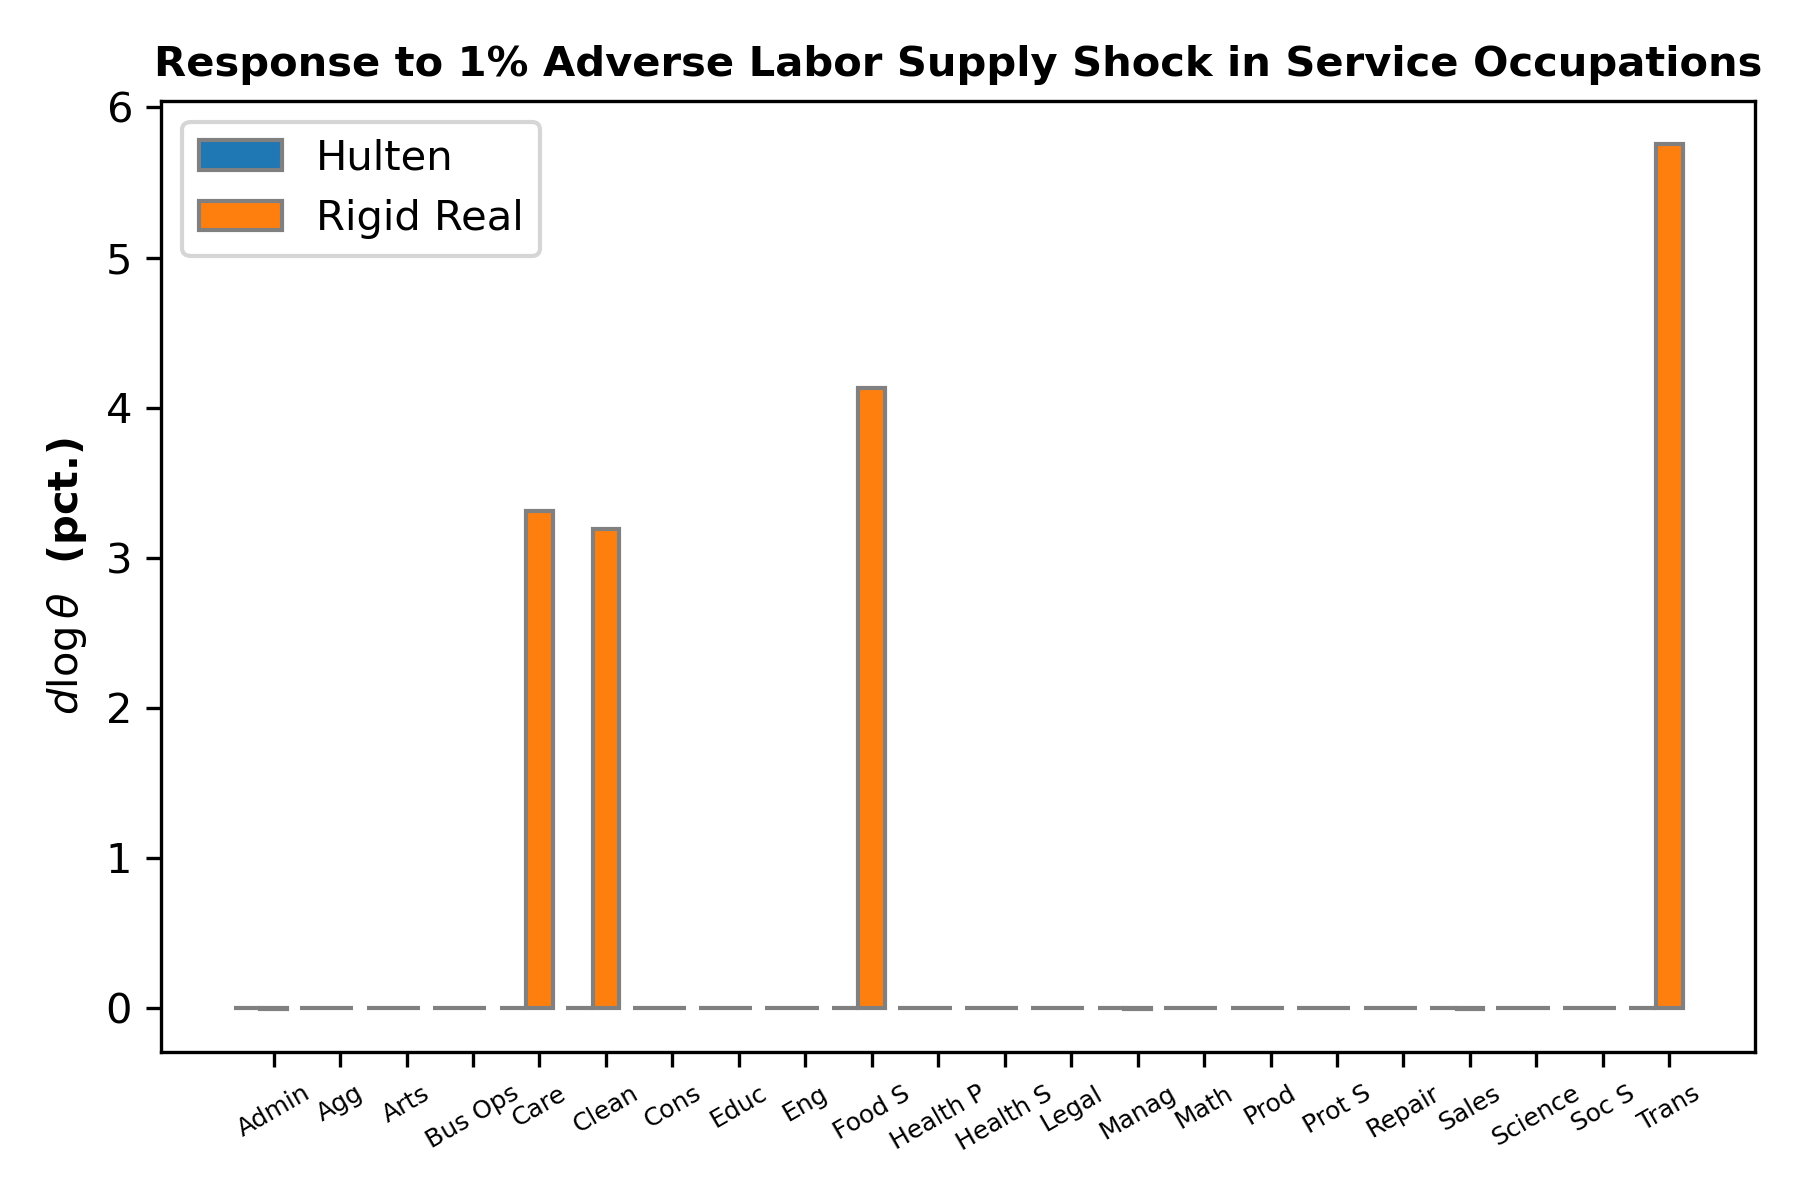 Response to 1% Adverse Labor Supply Shock in Service Occupations
Hulten
Rigid Real
d log θ (pct.)
6
5
4
3
2
1
0
Admin
Agg
Arts
Bus Ops
Care
Clean
Cons
Educ
Eng
Food S
Health P
Health S
Legal
Manag
Math
Prod
Prot S
Repair
Sales
Science
Soc S
Trans